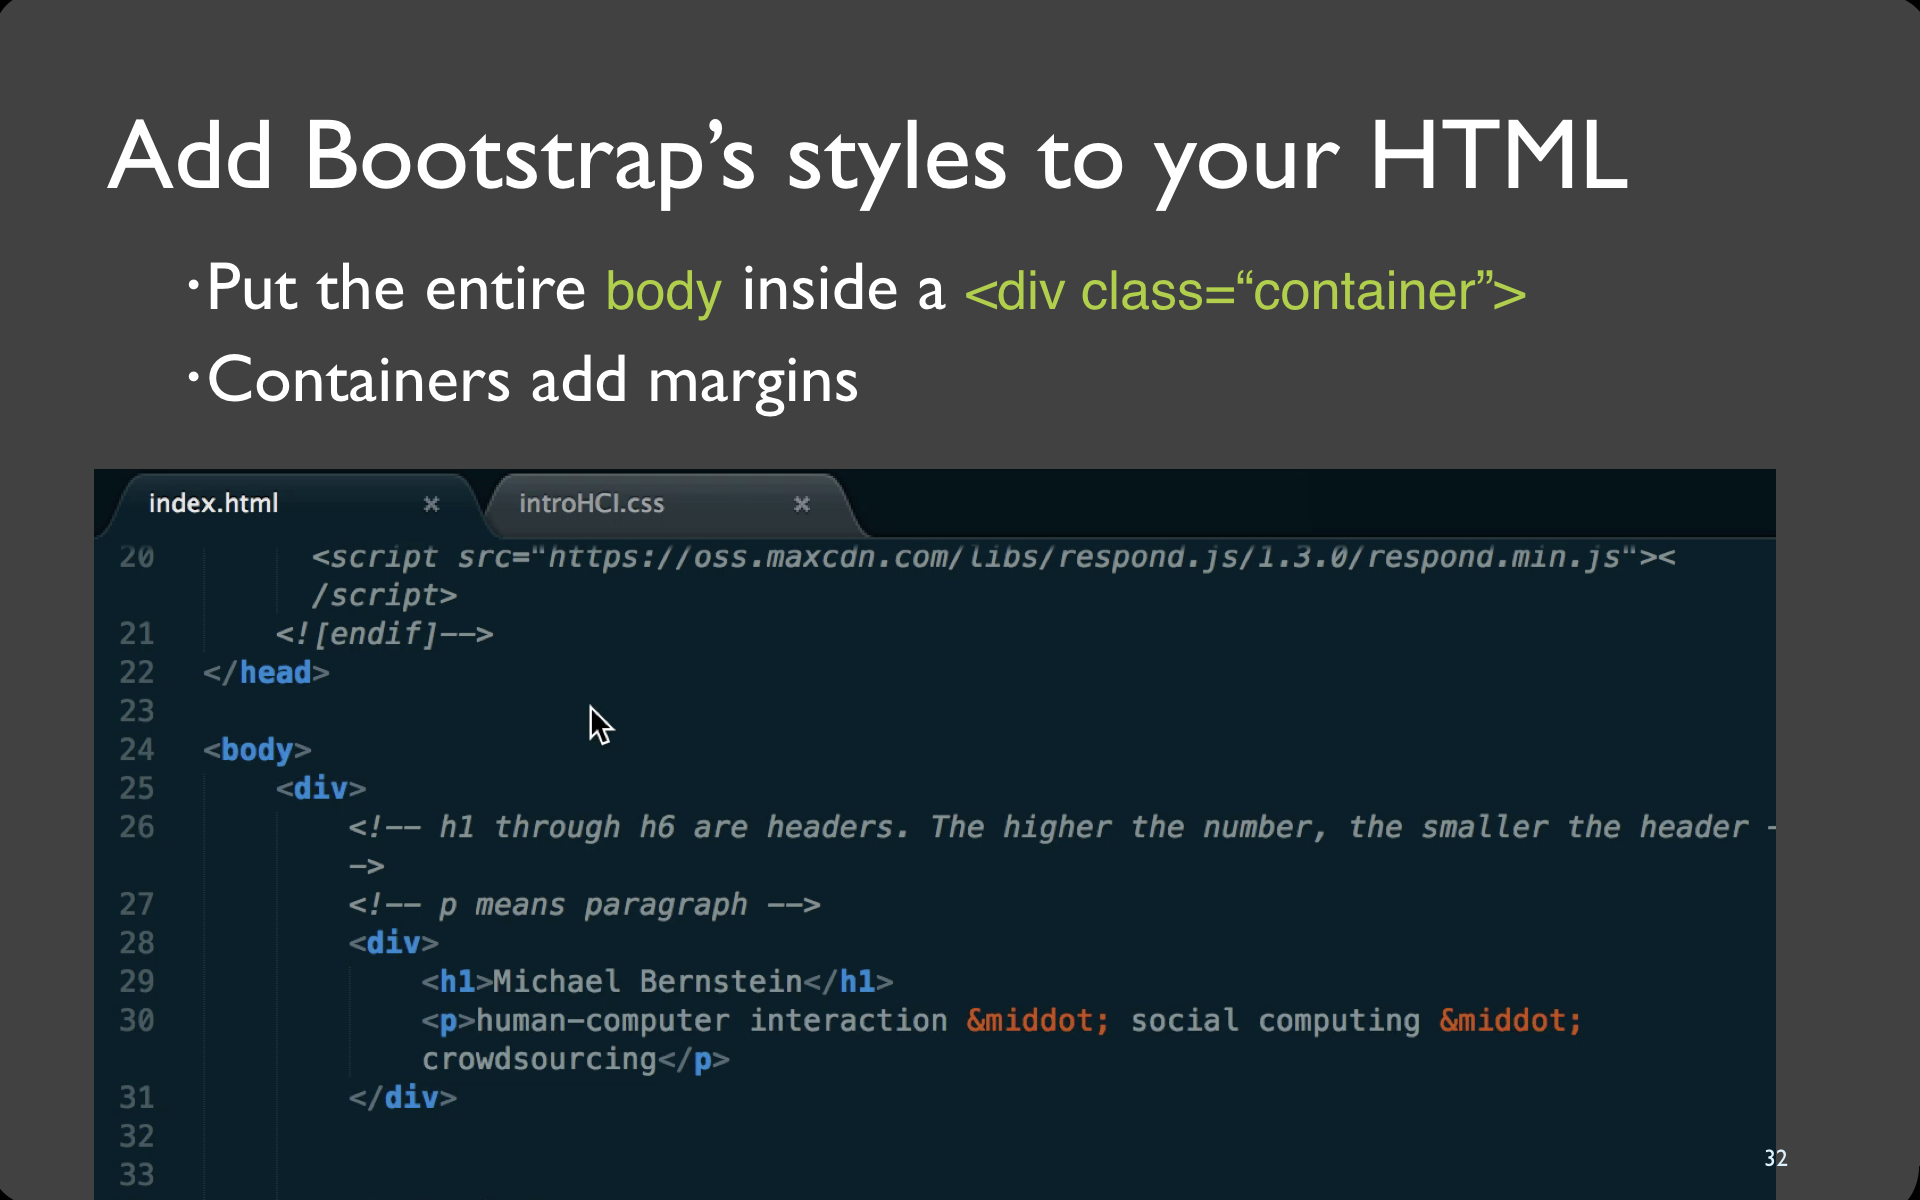 Add Bootstrap’s styles to your HTML
·Put the entire body inside a <div class=“container”>
·Containers add margins
index.html × introHCI.css ×
20 <script src="https://oss.maxcdn.com/libs/respond.js/1.3.0/respond.min.js"><
/script>
21 <![endif]-->
22 </head>
23
24 <body>
25 <div>
26 <!-- h1 through h6 are headers. The higher the number, the smaller the header -
->
27 <!-- p means paragraph -->
28 <div>
29 <h1>Michael Bernstein</h1>
30 <p>human-computer interaction &middot; social computing &middot;
crowdsourcing</p>
31 </div>
32
33
32